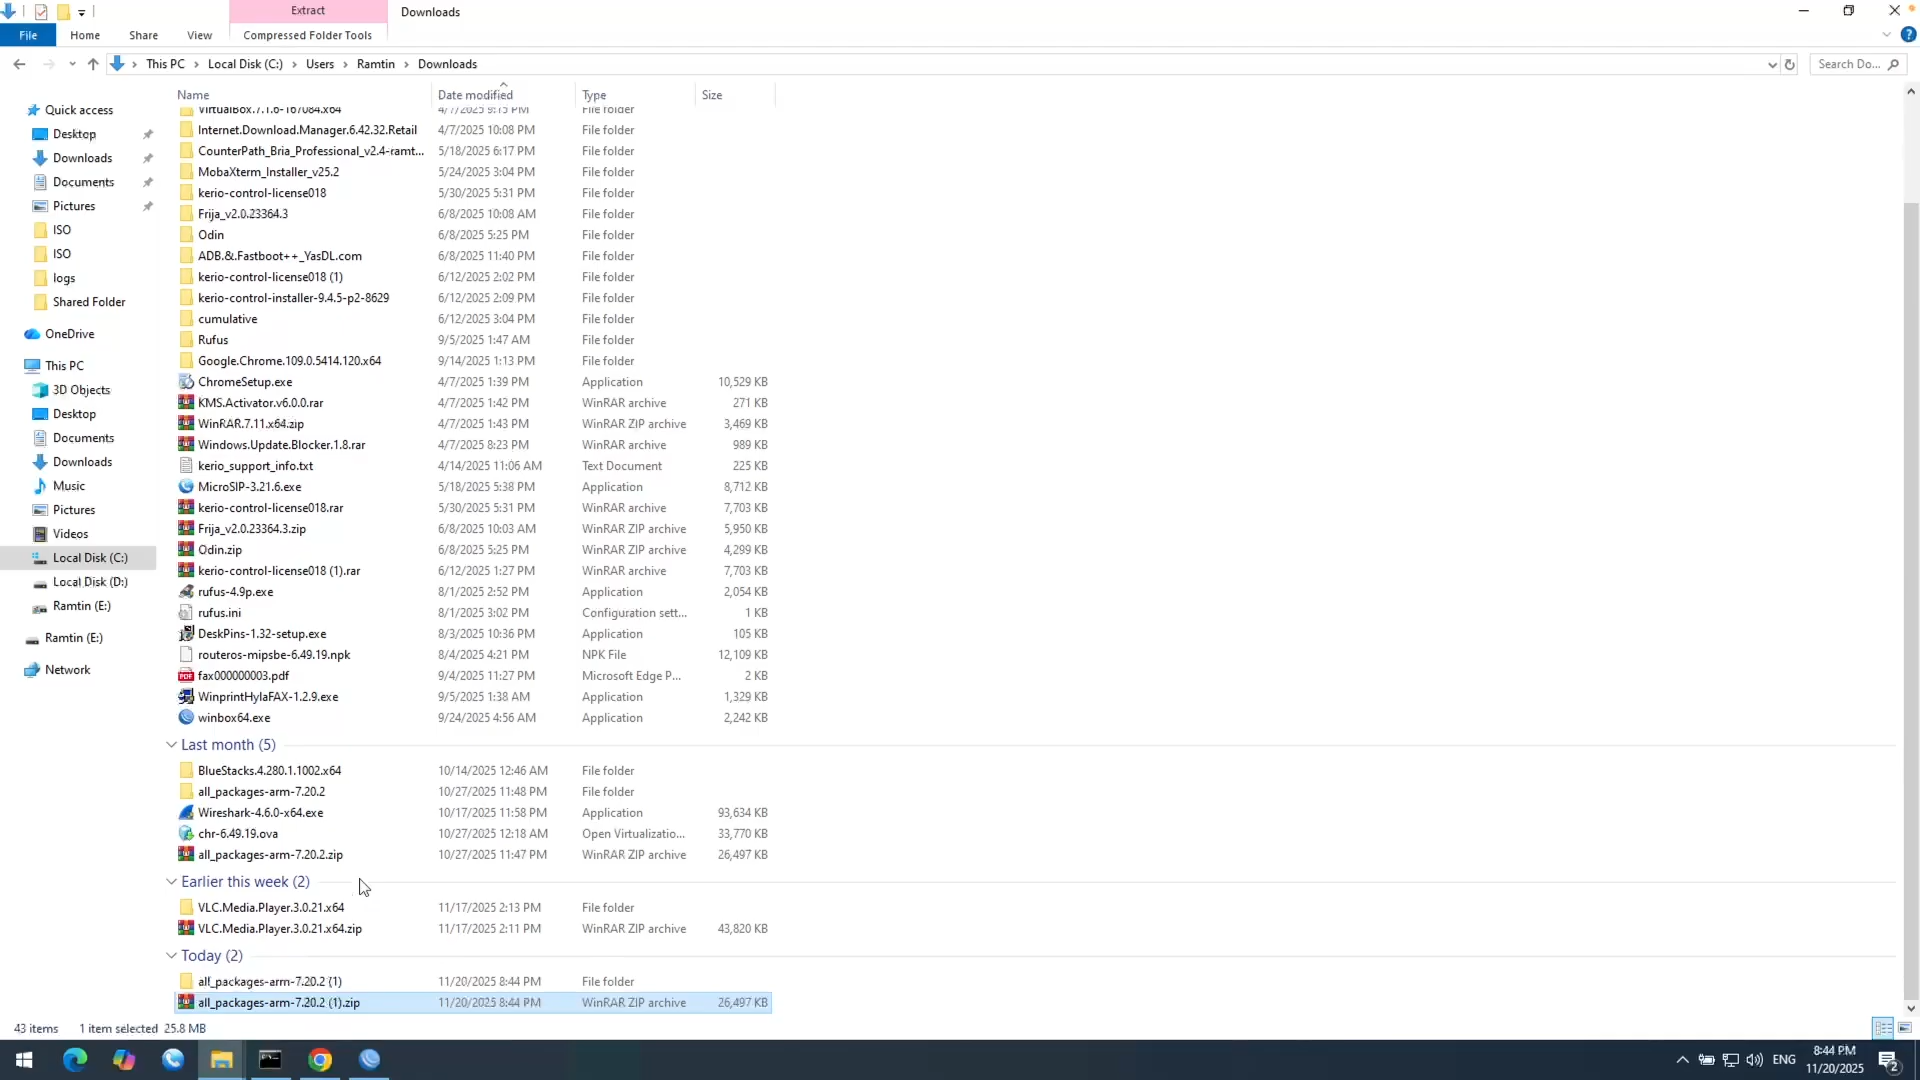 Extract
Downloads
File
Home
Share
View
Compressed Folder Tools
This PC
Local Disk (C:)
Users
Ramtin
Downloads
Search Do...
Name
Date modified
Type
Size
Quick access
Desktop
Downloads
Documents
Pictures
ISO
ISO
logs
Shared Folder
OneDrive
This PC
3D Objects
Desktop
Documents
Downloads
Music
Pictures
Videos
Local Disk (C:)
Local Disk (D:)
Ramtin (E:)
Ramtin (E:)
Network
VirtualBox.7.1.6-167084.x64 4/7/2025 9:15 PM File folder
Internet.Download.Manager.6.42.32.Retail 4/7/2025 10:08 PM File folder
CounterPath_Bria_Professional_v2.4-ramt... 5/18/2025 6:17 PM File folder
MobaXterm_Installer_v25.2 5/24/2025 3:04 PM File folder
kerio-control-license018 5/30/2025 5:31 PM File folder
Frija_v2.0.23364.3 6/8/2025 10:08 AM File folder
Odin 6/8/2025 5:25 PM File folder
ADB.&.Fastboot++_YasDL.com 6/8/2025 11:40 PM File folder
kerio-control-license018 (1) 6/12/2025 2:02 PM File folder
kerio-control-installer-9.4.5-p2-8629 6/12/2025 2:09 PM File folder
cumulative 6/12/2025 3:04 PM File folder
Rufus 9/5/2025 1:47 AM File folder
Google.Chrome.109.0.5414.120.x64 9/14/2025 1:13 PM File folder
ChromeSetup.exe 4/7/2025 1:39 PM Application 10,529 KB
KMS.Activator.v6.0.0.rar 4/7/2025 1:42 PM WinRAR archive 271 KB
WinRAR.7.11.x64.zip 4/7/2025 1:43 PM WinRAR ZIP archive 3,469 KB
Windows.Update.Blocker.1.8.rar 4/7/2025 8:23 PM WinRAR archive 989 KB
kerio_support_info.txt 4/14/2025 11:06 AM Text Document 225 KB
MicroSIP-3.21.6.exe 5/18/2025 5:38 PM Application 8,712 KB
kerio-control-license018.rar 5/30/2025 5:31 PM WinRAR archive 7,703 KB
Frija_v2.0.23364.3.zip 6/8/2025 10:03 AM WinRAR ZIP archive 5,950 KB
Odin.zip 6/8/2025 5:25 PM WinRAR ZIP archive 4,299 KB
kerio-control-license018 (1).rar 6/12/2025 1:27 PM WinRAR archive 7,703 KB
rufus-4.9p.exe 8/1/2025 2:52 PM Application 2,054 KB
rufus.ini 8/1/2025 3:02 PM Configuration sett... 1 KB
DeskPins-1.32-setup.exe 8/3/2025 10:36 PM Application 105 KB
routeros-mipsbe-6.49.19.npk 8/4/2025 4:21 PM NPK File 12,109 KB
fax000000003.pdf 9/4/2025 11:27 PM Microsoft Edge P... 2 KB
WinprintHylaFAX-1.2.9.exe 9/5/2025 1:38 AM Application 1,329 KB
winbox64.exe 9/24/2025 4:56 AM Application 2,242 KB
Last month (5)
BlueStacks.4.280.1.1002.x64 10/14/2025 12:46 AM File folder
all_packages-arm-7.20.2 10/27/2025 11:48 PM File folder
Wireshark-4.6.0-x64.exe 10/17/2025 11:58 PM Application 93,634 KB
chr-6.49.19.ova 10/27/2025 12:18 AM Open Virtualizatio... 33,770 KB
all_packages-arm-7.20.2.zip 10/27/2025 11:47 PM WinRAR ZIP archive 26,497 KB
Earlier this week (2)
VLC.Media.Player.3.0.21.x64 11/17/2025 2:13 PM File folder
VLC.Media.Player.3.0.21.x64.zip 11/17/2025 2:11 PM WinRAR ZIP archive 43,820 KB
Today (2)
all_packages-arm-7.20.2 (1) 11/20/2025 8:44 PM File folder
all_packages-arm-7.20.2 (1).zip 11/20/2025 8:44 PM WinRAR ZIP archive 26,497 KB
43 items 1 item selected 25.8 MB
ENG
8:44 PM
11/20/2025
2